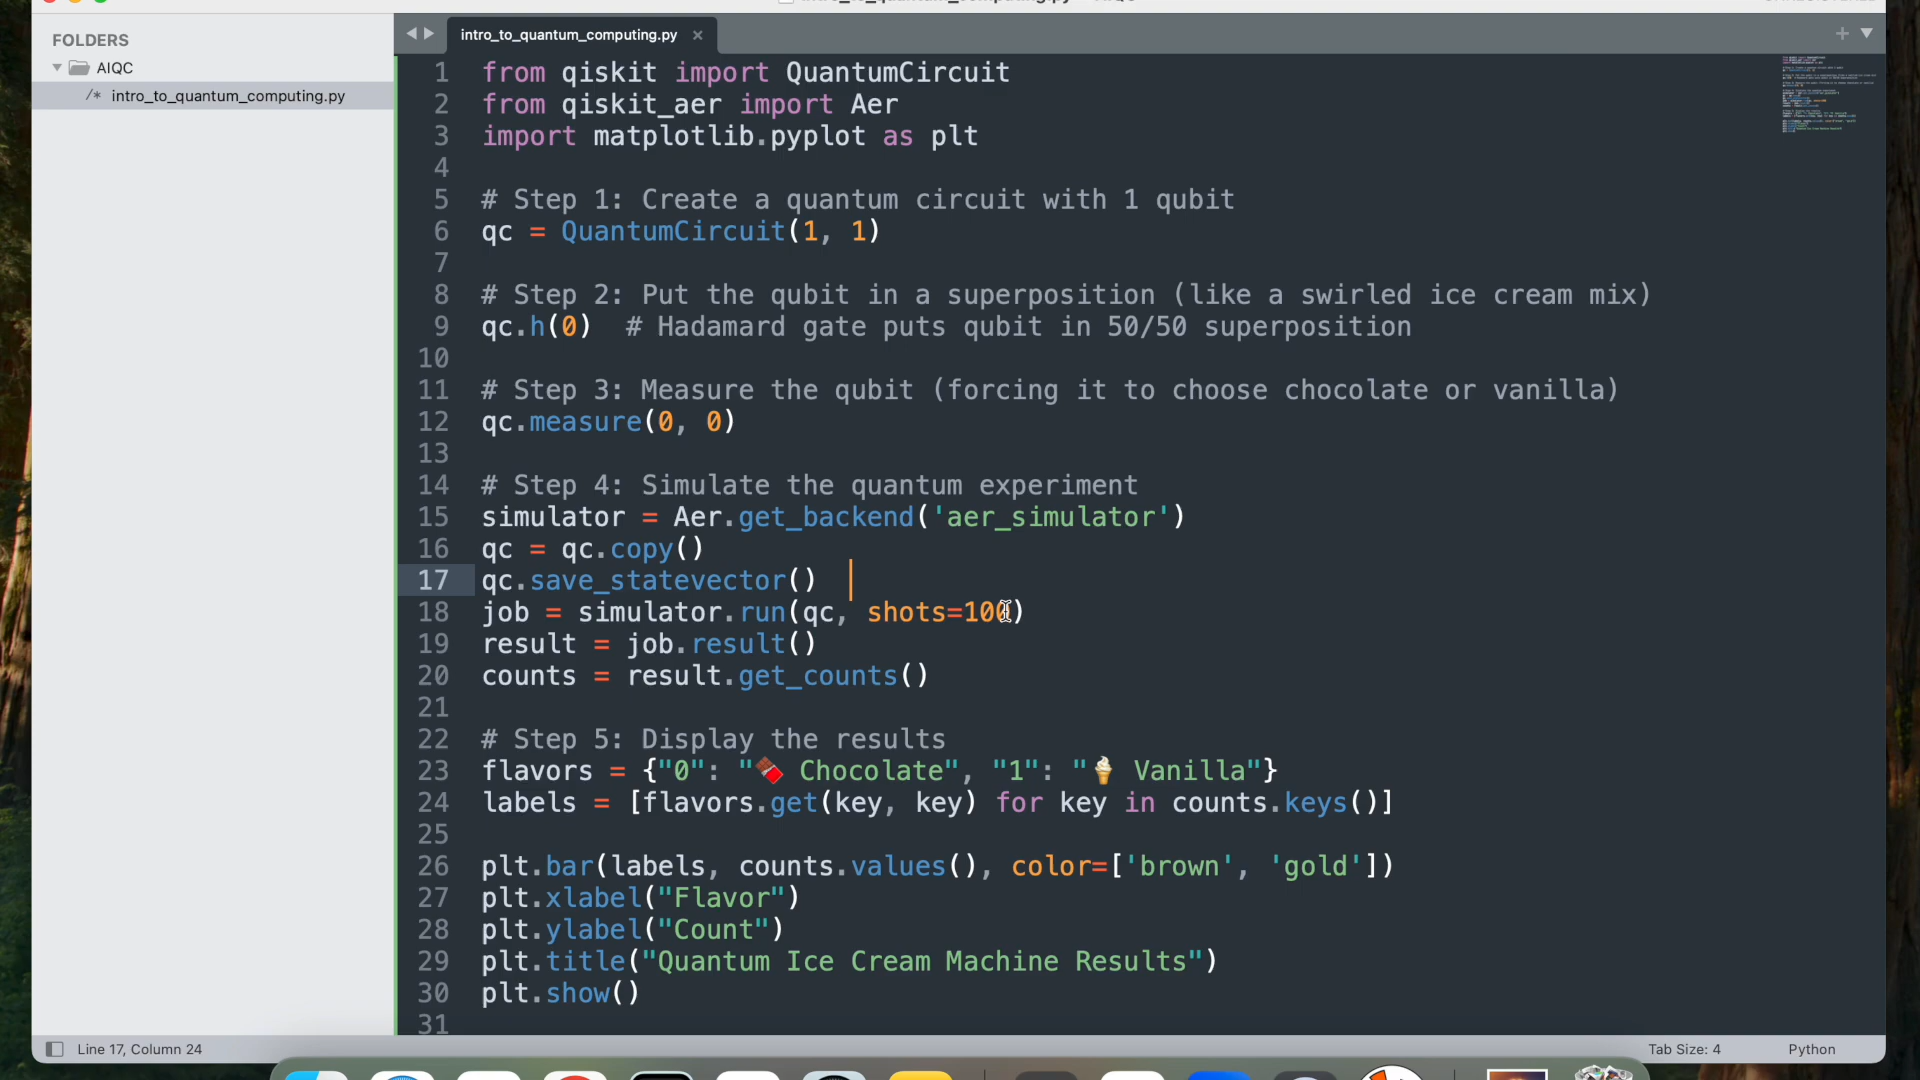 FOLDERS
AIQC
/* intro_to_quantum_computing.py
intro_to_quantum_computing.py ×
1 from qiskit import QuantumCircuit
2 from qiskit_aer import Aer
3 import matplotlib.pyplot as plt
4
5 # Step 1: Create a quantum circuit with 1 qubit
6 qc = QuantumCircuit(1, 1)
7
8 # Step 2: Put the qubit in a superposition (like a swirled ice cream mix)
9 qc.h(0)  # Hadamard gate puts qubit in 50/50 superposition
10
11 # Step 3: Measure the qubit (forcing it to choose chocolate or vanilla)
12 qc.measure(0, 0)
13
14 # Step 4: Simulate the quantum experiment
15 simulator = Aer.get_backend('aer_simulator')
16 qc = qc.copy()
17 qc.save_statevector()
18 job = simulator.run(qc, shots=100)
19 result = job.result()
20 counts = result.get_counts()
21
22 # Step 5: Display the results
23 flavors = {"0": "🍫 Chocolate", "1": "🍦 Vanilla"}
24 labels = [flavors.get(key, key) for key in counts.keys()]
25
26 plt.bar(labels, counts.values(), color=['brown', 'gold'])
27 plt.xlabel("Flavor")
28 plt.ylabel("Count")
29 plt.title("Quantum Ice Cream Machine Results")
30 plt.show()
31
Line 17, Column 24
Tab Size: 4
Python